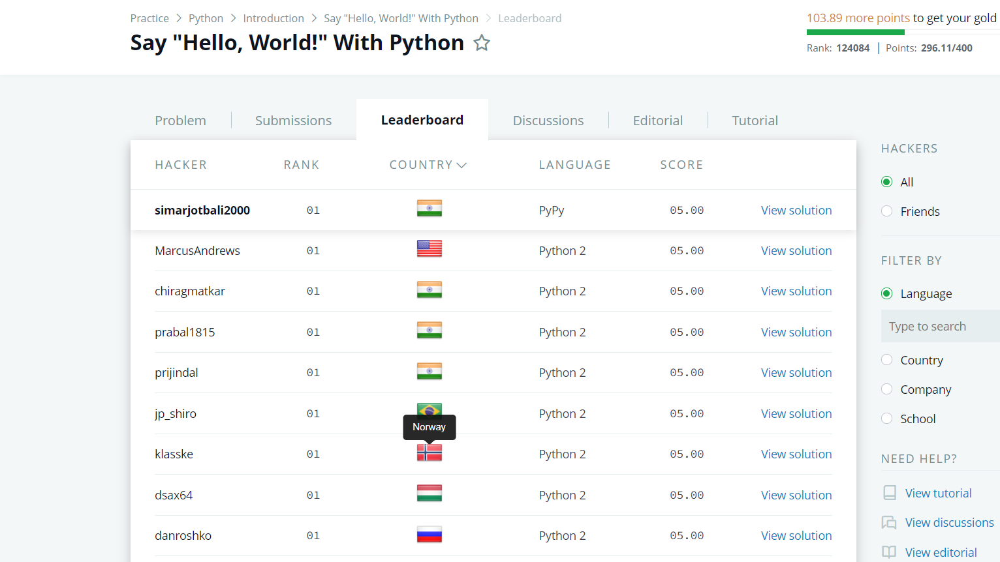 Practice > Python > Introduction > Say "Hello, World!" With Python > Leaderboard
Say "Hello, World!" With Python
103.89 more points to get your gold
Rank: 124084 | Points: 296.11/400
Problem Submissions Leaderboard Discussions Editorial Tutorial
HACKER RANK COUNTRY LANGUAGE SCORE
simarjotbali2000 01 PyPy 05.00 View solution
MarcusAndrews 01 Python 2 05.00 View solution
chiragmatkar 01 Python 2 05.00 View solution
prabal1815 01 Python 2 05.00 View solution
prijindal 01 Python 2 05.00 View solution
jp_shiro 01 Python 2 05.00 View solution
Norway
klasske 01 Python 2 05.00 View solution
dsax64 01 Python 2 05.00 View solution
danroshko 01 Python 2 05.00 View solution
HACKERS
All
Friends
FILTER BY
Language
Type to search
Country
Company
School
NEED HELP?
View tutorial
View discussions
View editorial